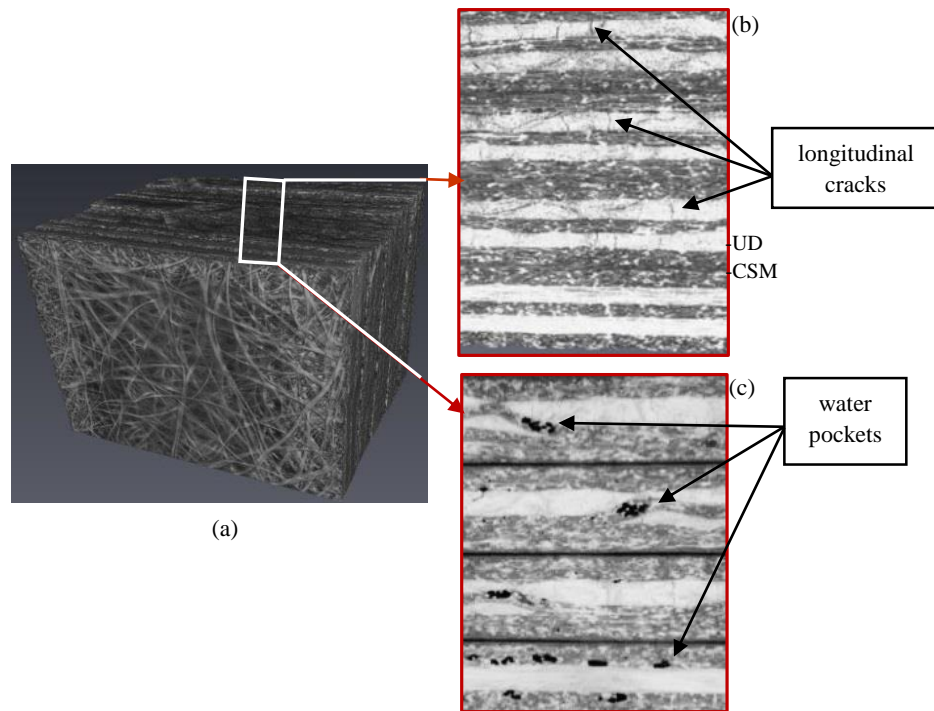 (b)
longitudinal
cracks
-UD
-CSM
(a)
(c)
water
pockets